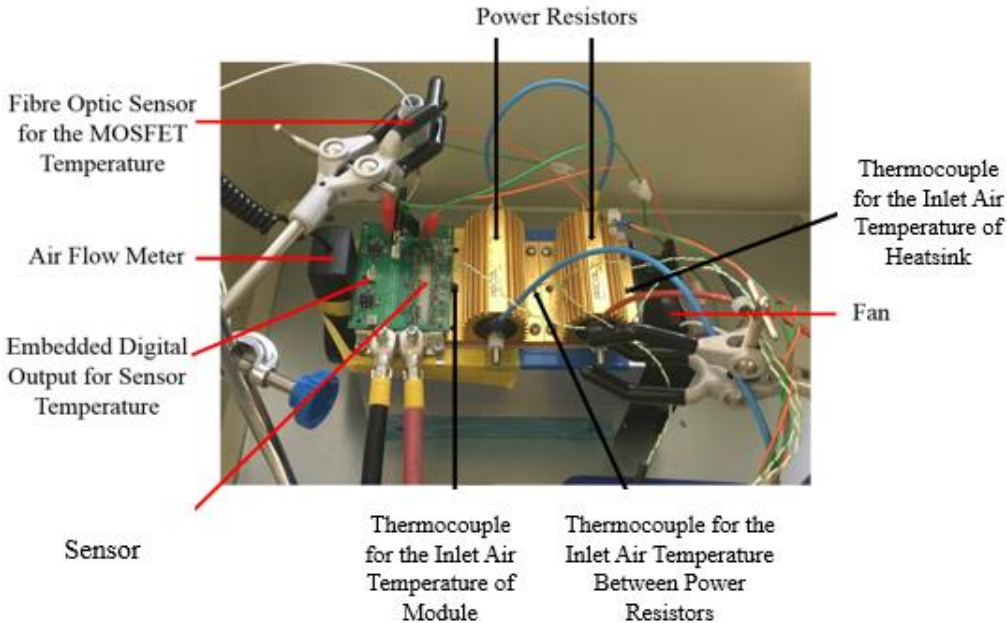 Power Resistors
Fibre Optic Sensor
for the MOSFET
Temperature
Thermocouple
for the Inlet Air
Temperature of
Heatsink
Air Flow Meter
Fan
Embedded Digital
Output for Sensor
Temperature
Sensor
Thermocouple
for the Inlet Air
Temperature of
Module
Thermocouple for the
Inlet Air Temperature
Between Power
Resistors